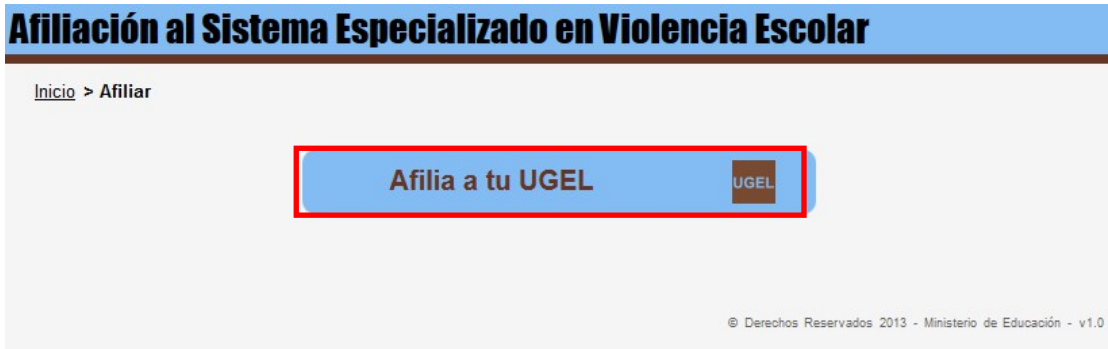 Afiliación al Sistema Especializado en Violencia Escolar
Inicio > Afiliar
Afilia a tu UGEL
UGEL
© Derechos Reservados 2013 - Ministerio de Educación - v1.0